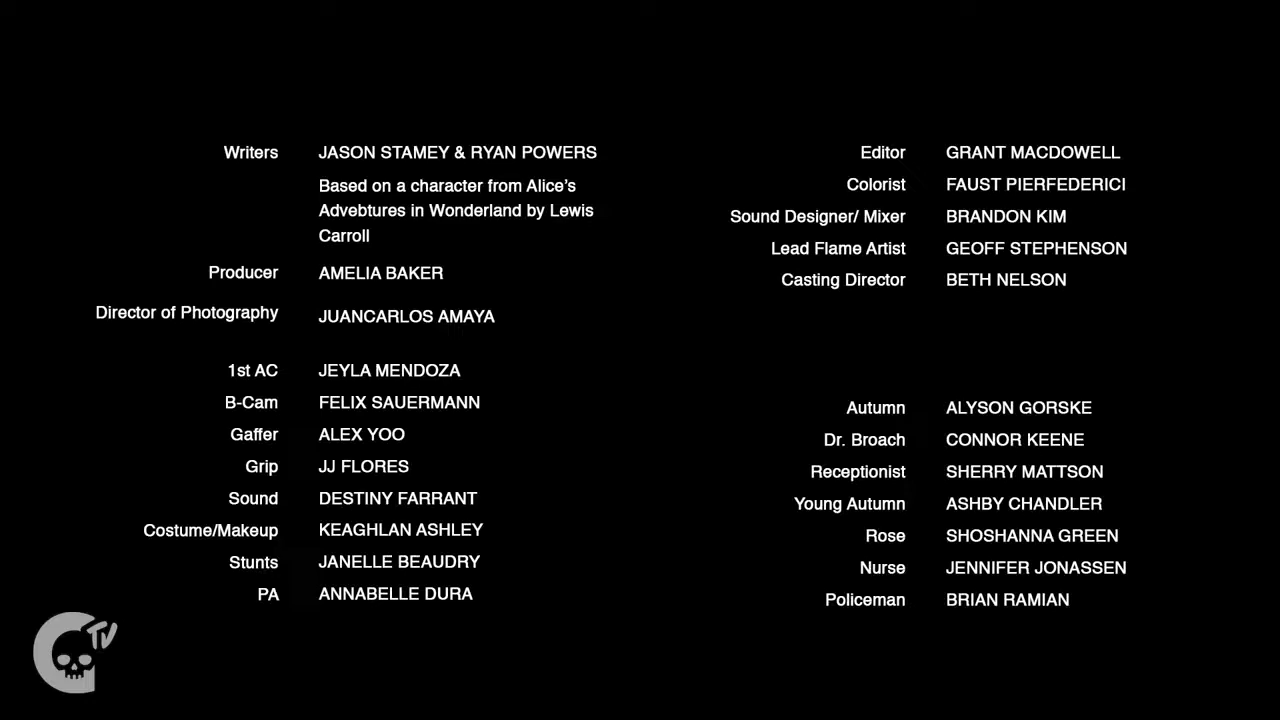 Writers JASON STAMEY & RYAN POWERS
Based on a character from Alice's
Advebtures in Wonderland by Lewis
Carroll
Producer AMELIA BAKER
Director of Photography JUANCARLOS AMAYA
1st AC JEYLA MENDOZA
B-Cam FELIX SAUERMANN
Gaffer ALEX YOO
Grip JJ FLORES
Sound DESTINY FARRANT
Costume/Makeup KEAGHLAN ASHLEY
Stunts JANELLE BEAUDRY
PA ANNABELLE DURA
Editor GRANT MACDOWELL
Colorist FAUST PIERFEDERICI
Sound Designer/ Mixer BRANDON KIM
Lead Flame Artist GEOFF STEPHENSON
Casting Director BETH NELSON
Autumn ALYSON GORSKE
Dr. Broach CONNOR KEENE
Receptionist SHERRY MATTSON
Young Autumn ASHBY CHANDLER
Rose SHOSHANNA GREEN
Nurse JENNIFER JONASSEN
Policeman BRIAN RAMIAN
TV